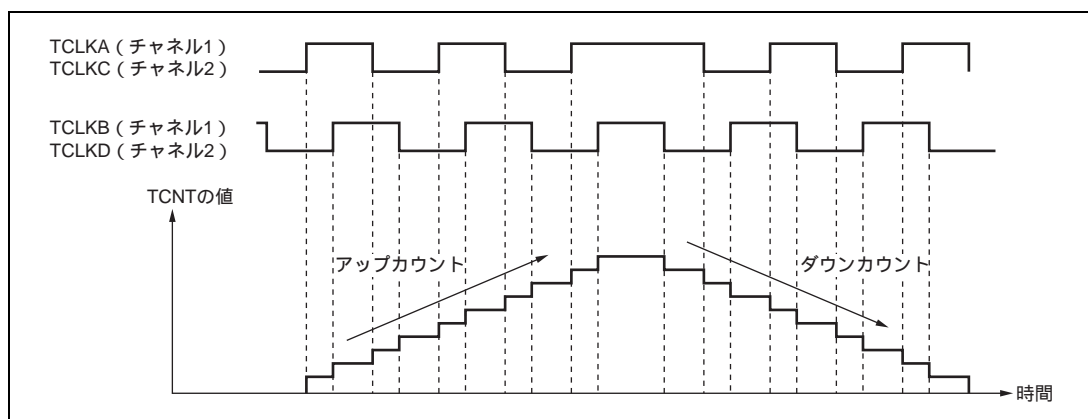 TCLKA（チャネル1）
TCLKC（チャネル2）
TCLKB（チャネル1）
TCLKD（チャネル2）
TCNTの値
アップカウント
ダウンカウント
時間